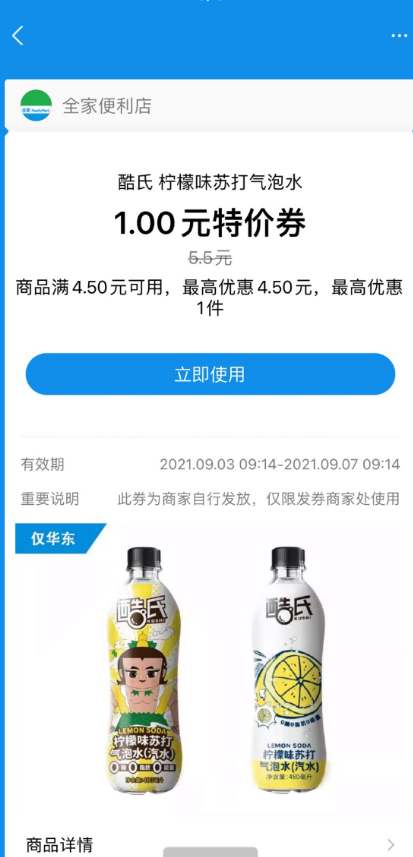 全家便利店
酷氏 柠檬味苏打气泡水
1.00元特价券
5.5元
商品满4.50元可用，最高优惠4.50元，最高优惠
1件
立即使用
有效期 2021.09.03 09:14-2021.09.07 09:14
重要说明 此券为商家自行发放，仅限发券商家处使用
仅华东
酷氏
KUSHI
LEMON SODA
柠檬味苏打
气泡水(汽水)
酷氏
KUSHI
LEMON SODA
柠檬味苏打
气泡水(汽水)
净含量:480毫升
商品详情